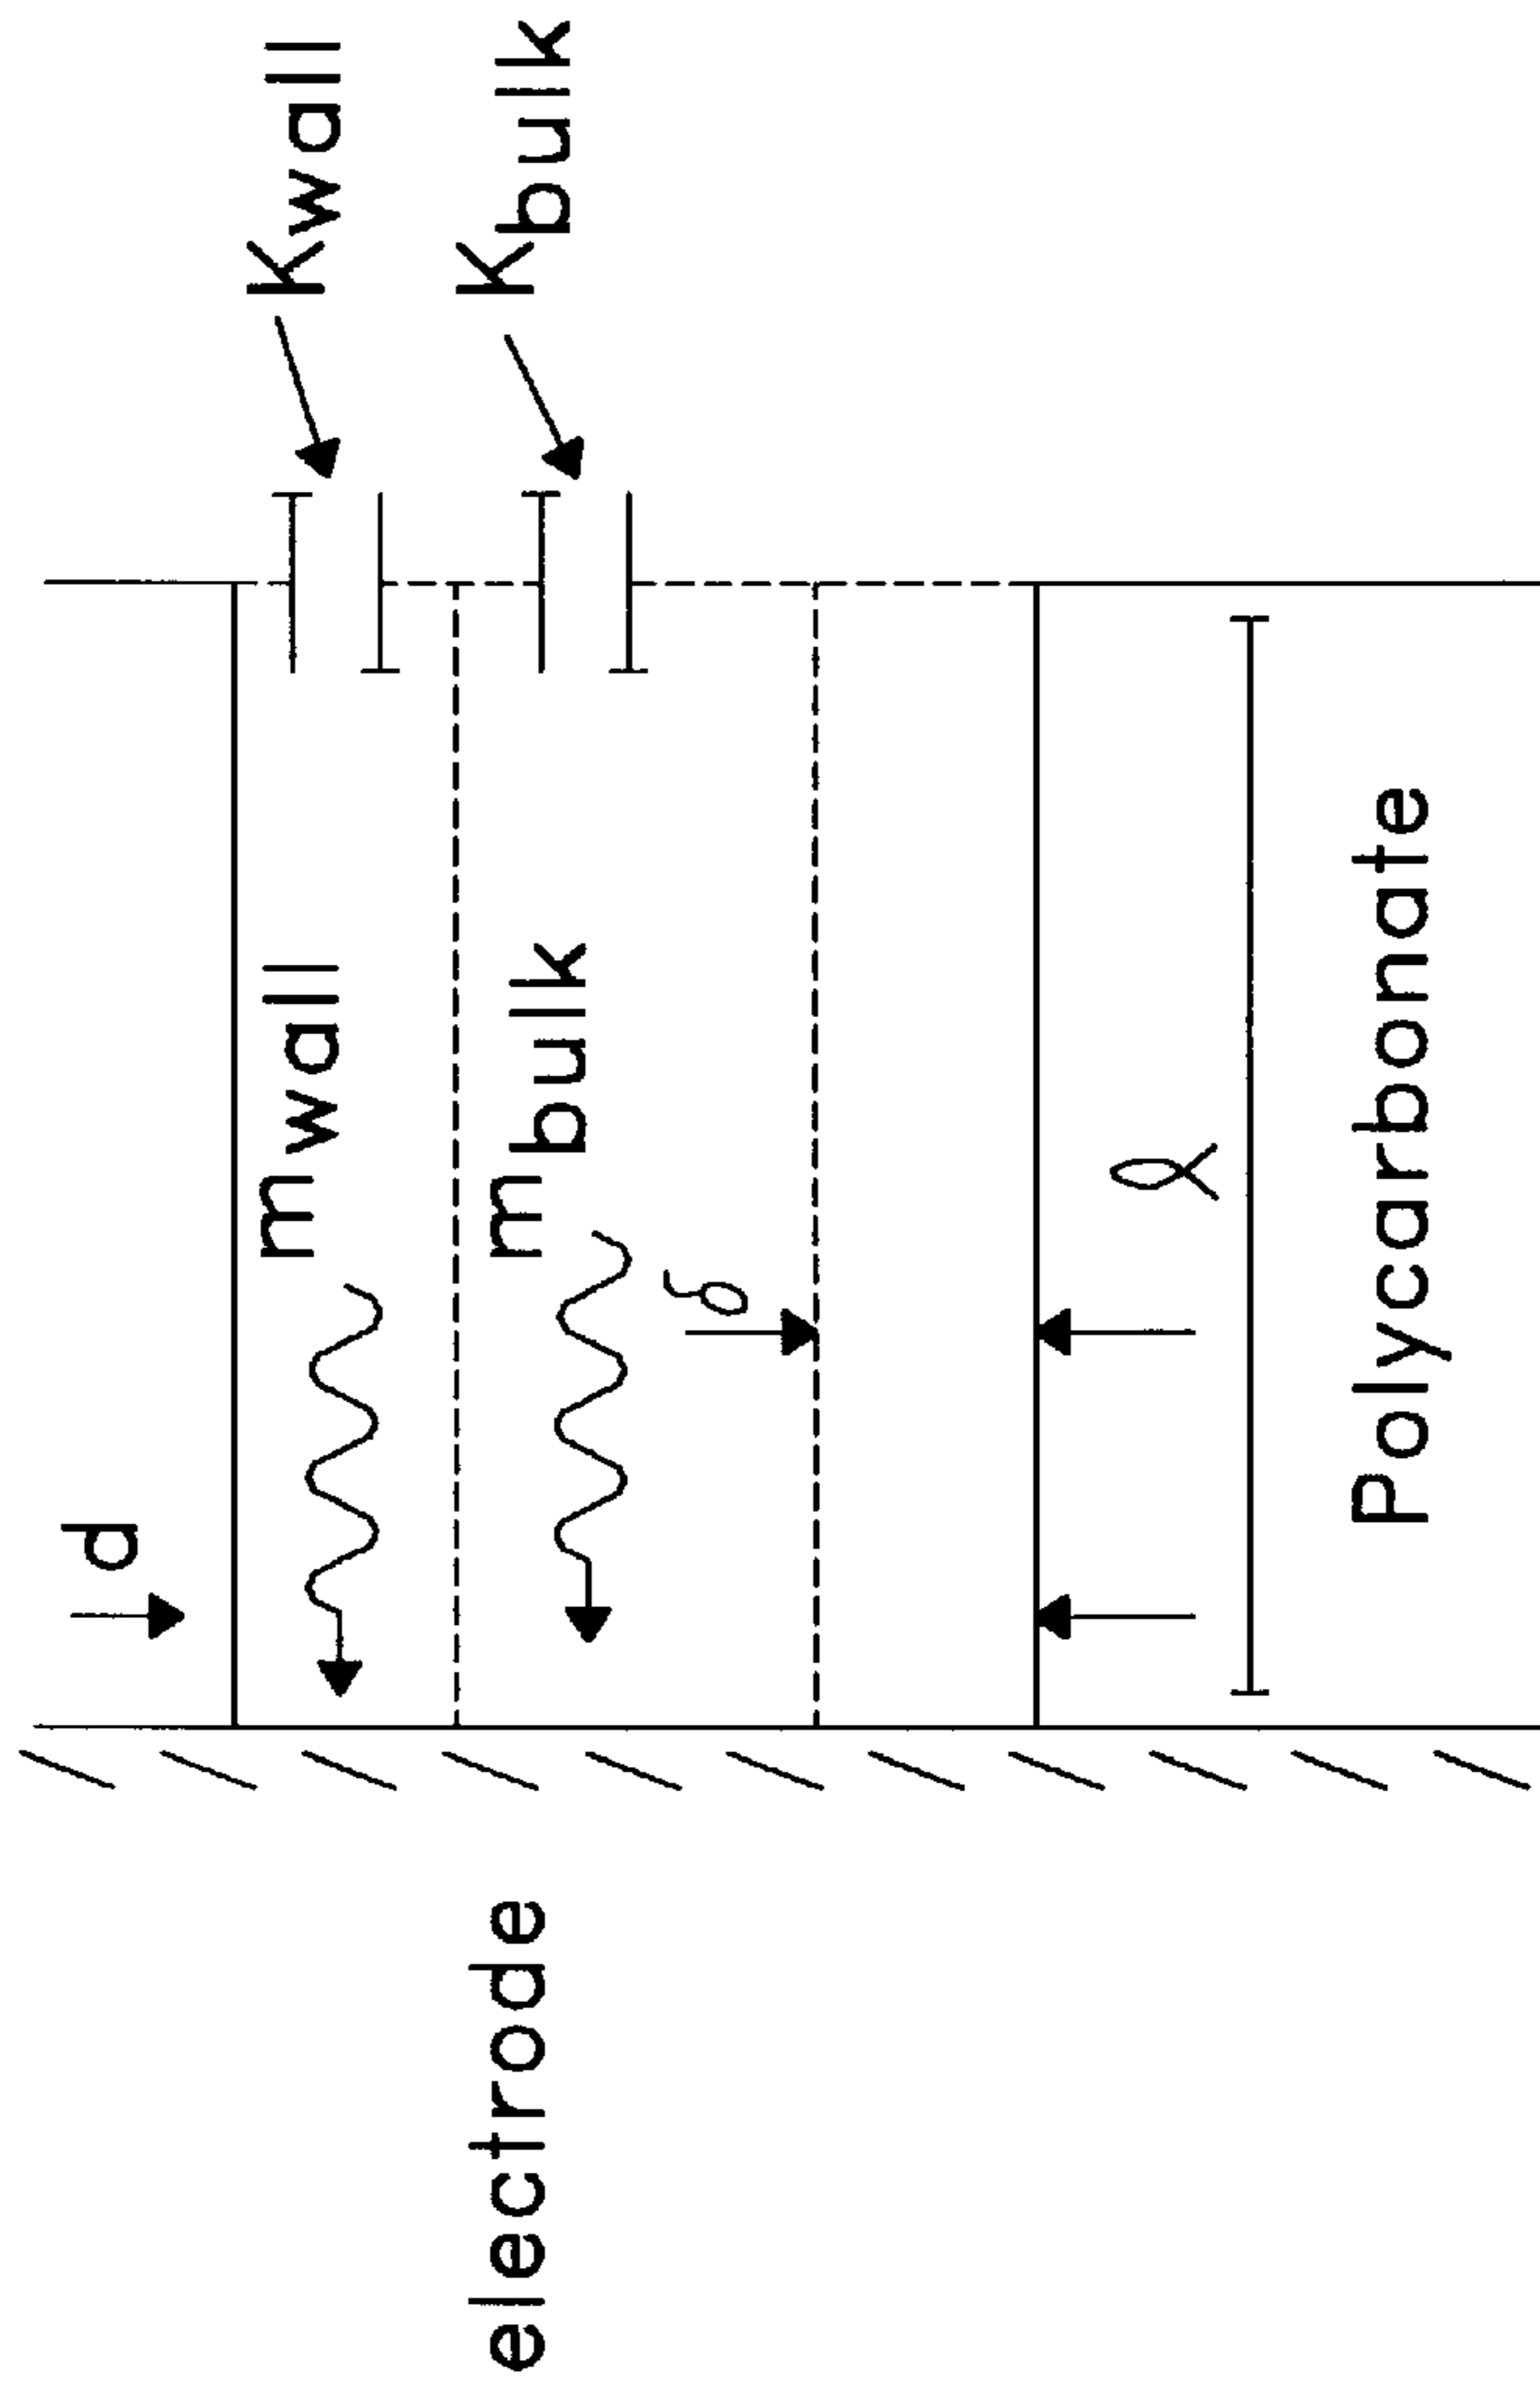 d
Kwall
mwall
Kbulk
mbulk
δ
ℓ
electrode
Polycarbonate